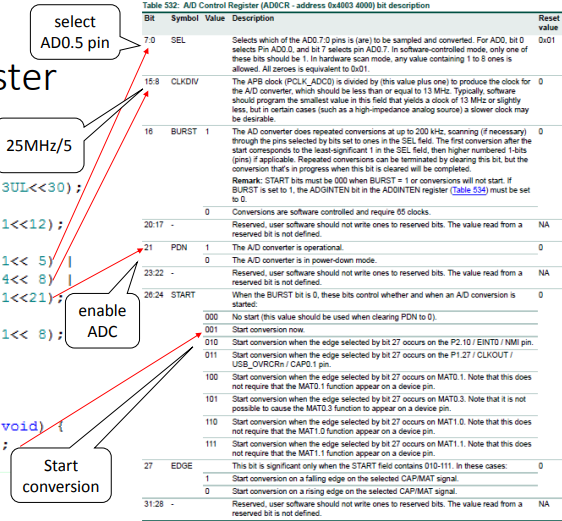 select
AD0.5 pin
ster
25MHz/5
3UL<<30);
1<<12);
1<< 5) |
4<< 8) |
1<<21);
enable
ADC
1<< 8);
void) {
;
Start
conversion
Table 532: A/D Control Register (AD0CR - address 0x4003 4000) bit description
Bit Symbol Value Description Reset
value
7:0 SEL Selects which of the AD0.7:0 pins is (are) to be sampled and converted. For AD0, bit 0 0x01
selects Pin AD0.0, and bit 7 selects pin AD0.7. In software-controlled mode, only one of
these bits should be 1. In hardware scan mode, any value containing 1 to 8 ones is
allowed. All zeroes is equivalent to 0x01.
15:8 CLKDIV The APB clock (PCLK_ADC0) is divided by (this value plus one) to produce the clock for 0
the A/D converter, which should be less than or equal to 13 MHz. Typically, software
should program the smallest value in this field that yields a clock of 13 MHz or slightly
less, but in certain cases (such as a high-impedance analog source) a slower clock may
be desirable.
16 BURST 1 The AD converter does repeated conversions at up to 200 kHz, scanning (if necessary) 0
through the pins selected by bits set to ones in the SEL field. The first conversion after the
start corresponds to the least-significant 1 in the SEL field, then higher numbered 1-bits
(pins) if applicable. Repeated conversions can be terminated by clearing this bit, but the
conversion that's in progress when this bit is cleared will be completed.
Remark: START bits must be 000 when BURST = 1 or conversions will not start. If
BURST is set to 1, the ADGINTEN bit in the AD0INTEN register (Table 534) must be set
to 0.
0 Conversions are software controlled and require 65 clocks.
20:17 - Reserved, user software should not write ones to reserved bits. The value read from a NA
reserved bit is not defined.
21 PDN 1 The A/D converter is operational. 0
0 The A/D converter is in power-down mode.
23:22 - Reserved, user software should not write ones to reserved bits. The value read from a NA
reserved bit is not defined.
26:24 START When the BURST bit is 0, these bits control whether and when an A/D conversion is 0
started:
000 No start (this value should be used when clearing PDN to 0).
001 Start conversion now.
010 Start conversion when the edge selected by bit 27 occurs on the P2.10 / EINT0 / NMI pin.
011 Start conversion when the edge selected by bit 27 occurs on the P1.27 / CLKOUT /
USB_OVRCRn / CAP0.1 pin.
100 Start conversion when the edge selected by bit 27 occurs on MAT0.1. Note that this does
not require that the MAT0.1 function appear on a device pin.
101 Start conversion when the edge selected by bit 27 occurs on MAT0.3. Note that it is not
possible to cause the MAT0.3 function to appear on a device pin.
110 Start conversion when the edge selected by bit 27 occurs on MAT1.0. Note that this does
not require that the MAT1.0 function appear on a device pin.
111 Start conversion when the edge selected by bit 27 occurs on MAT1.1. Note that this does
not require that the MAT1.1 function appear on a device pin.
27 EDGE This bit is significant only when the START field contains 010-111. In these cases: 0
1 Start conversion on a falling edge on the selected CAP/MAT signal.
0 Start conversion on a rising edge on the selected CAP/MAT signal.
31:28 - Reserved, user software should not write ones to reserved bits. The value read from a NA
reserved bit is not defined.